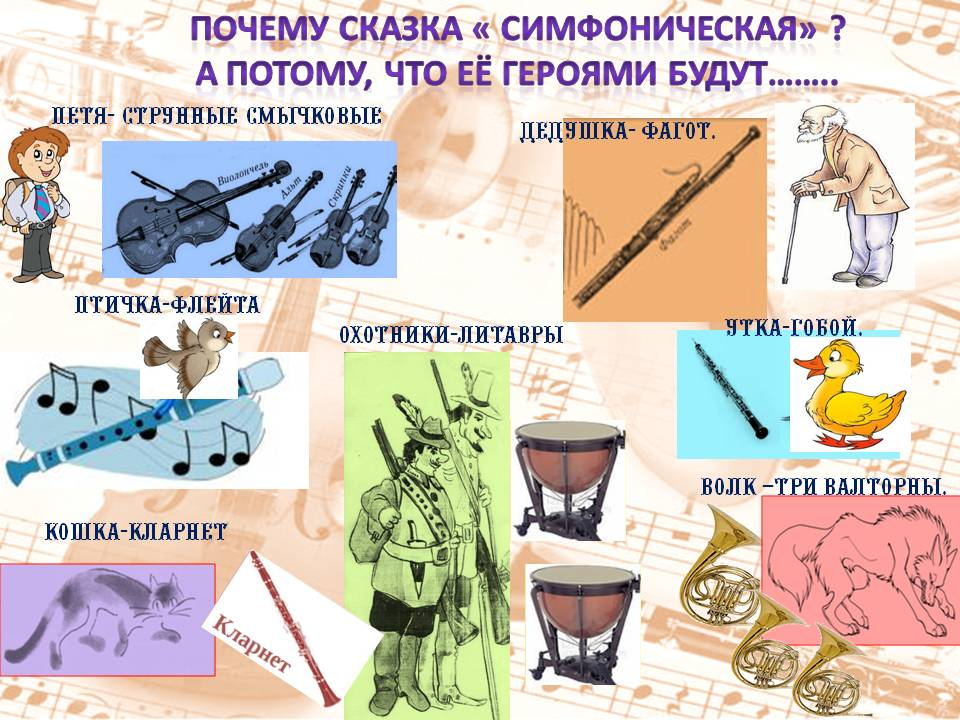 ПОЧЕМУ СКАЗКА « СИМФОНИЧЕСКАЯ» ?
А ПОТОМУ, ЧТО ЕЁ ГЕРОЯМИ БУДУТ........
ПЕТЯ- СТРУННЫЕ СМЫЧКОВЫЕ
Виолончель
Альт
Скрипки
ДЕДУШКА- ФАГОТ.
Фагот
ПТИЧКА-ФЛЕЙТА
ОХОТНИКИ-ЛИТАВРЫ
УТКА-ГОБОЙ.
ВОЛК –ТРИ ВАЛТОРНЫ.
КОШКА-КЛАРНЕТ
Кларнет